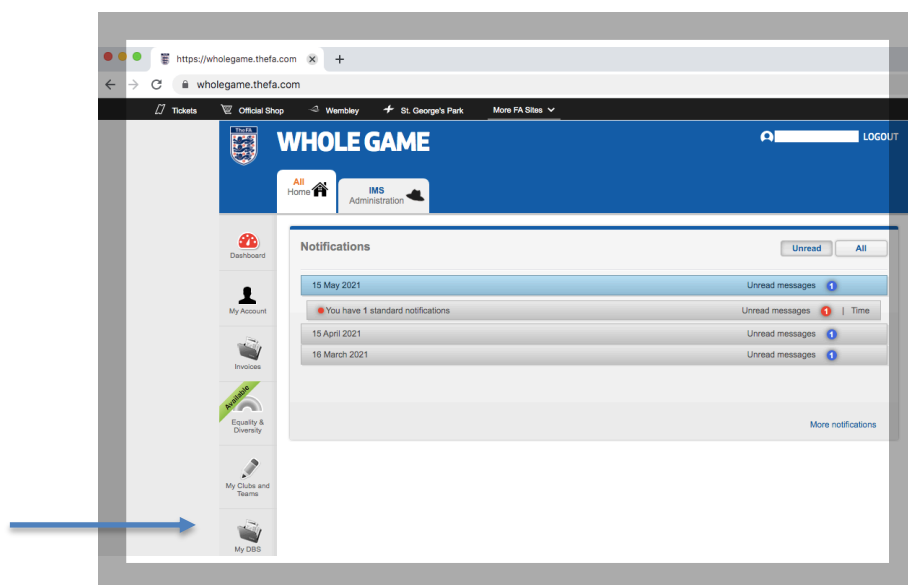 https://wholegame.thefa.com
wholegame.thefa.com
Tickets Official Shop Wembley St. George's Park More FA Sites
The FA
WHOLE GAME
LOGOUT
All
Home
IMS
Administration
Dashboard
My Account
Invoices
Available
Equality &
Diversity
My Clubs and
Teams
My DBS
Notifications
Unread All
15 May 2021 Unread messages 1
You have 1 standard notifications Unread messages 1 | Time
15 April 2021 Unread messages 1
16 March 2021 Unread messages 1
More notifications